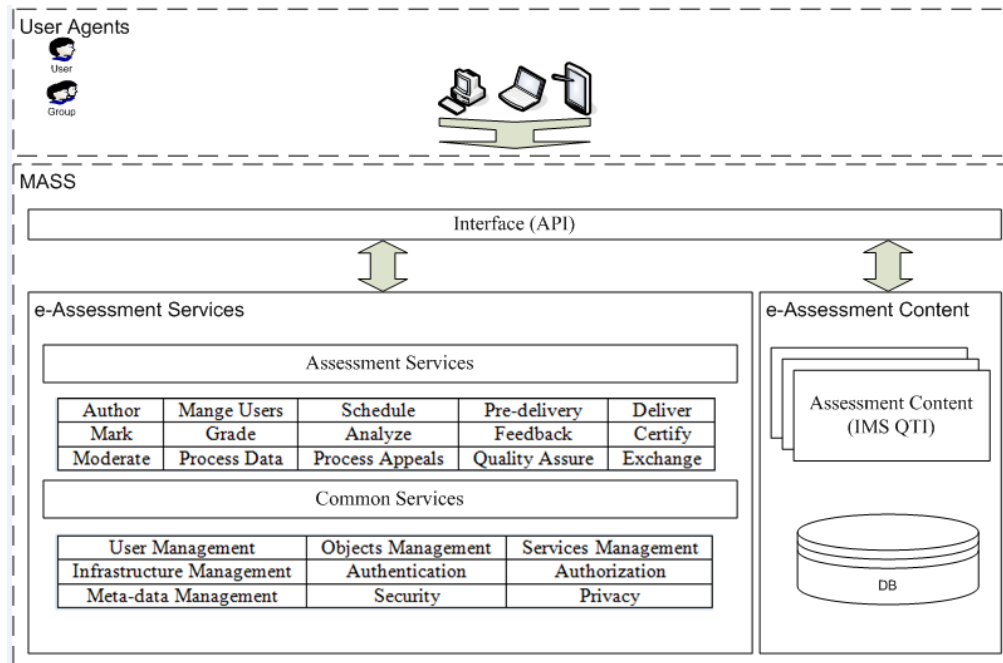 User Agents
User
Group
MASS
Interface (API)
e-Assessment Services
Assessment Services
Author Mange Users Schedule Pre-delivery Deliver
Mark Grade Analyze Feedback Certify
Moderate Process Data Process Appeals Quality Assure Exchange
Common Services
User Management Objects Management Services Management
Infrastructure Management Authentication Authorization
Meta-data Management Security Privacy
e-Assessment Content
Assessment Content
(IMS QTI)
DB